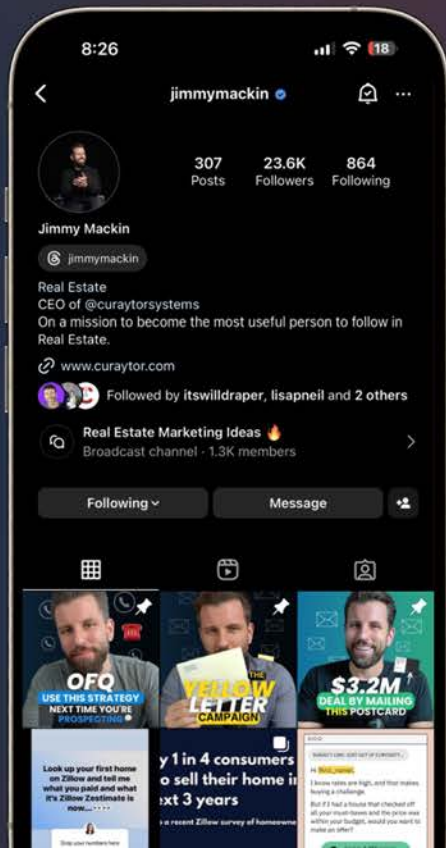 8:26
18
jimmymackin
307 23.6K 864
Posts Followers Following
Jimmy Mackin
jimmymackin
Real Estate
CEO of @curaytorsystems
On a mission to become the most useful person to follow in
Real Estate.
www.curaytor.com
Followed by itswilldraper, lisapneil and 2 others
Real Estate Marketing Ideas 🔥
Broadcast channel · 1.3K members
Following Message
OFQ
USE THIS STRATEGY
NEXT TIME YOU'RE
PROSPECTING
THE
YELLOW
LETTER
CAMPAIGN
$3.2M
DEAL BY MAILING
THIS POSTCARD
Look up your first home
on Zillow and tell me
what you paid and what
it's Zillow Zestimate is
now....
Drop your numbers here
y 1 in 4 consumers
o sell their home in
ext 3 years
a recent Zillow survey of homeowne
Hi first_name,
I know rates are high, and that makes
buying a challenge.
But if I had a house that checked off
all your must-haves and the price was
within your budget, would you want to
make an offer?